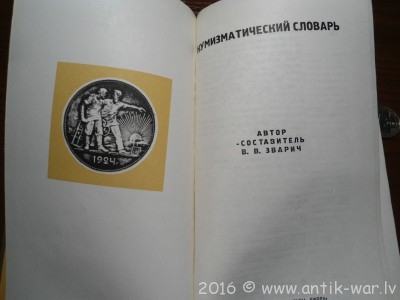 1924
НУМИЗМАТИЧЕСКИЙ СЛОВАРЬ
АВТОР
-СОСТАВИТЕЛЬ
В. В. ЗВАРИЧ
2016 © www.antik-war.lv